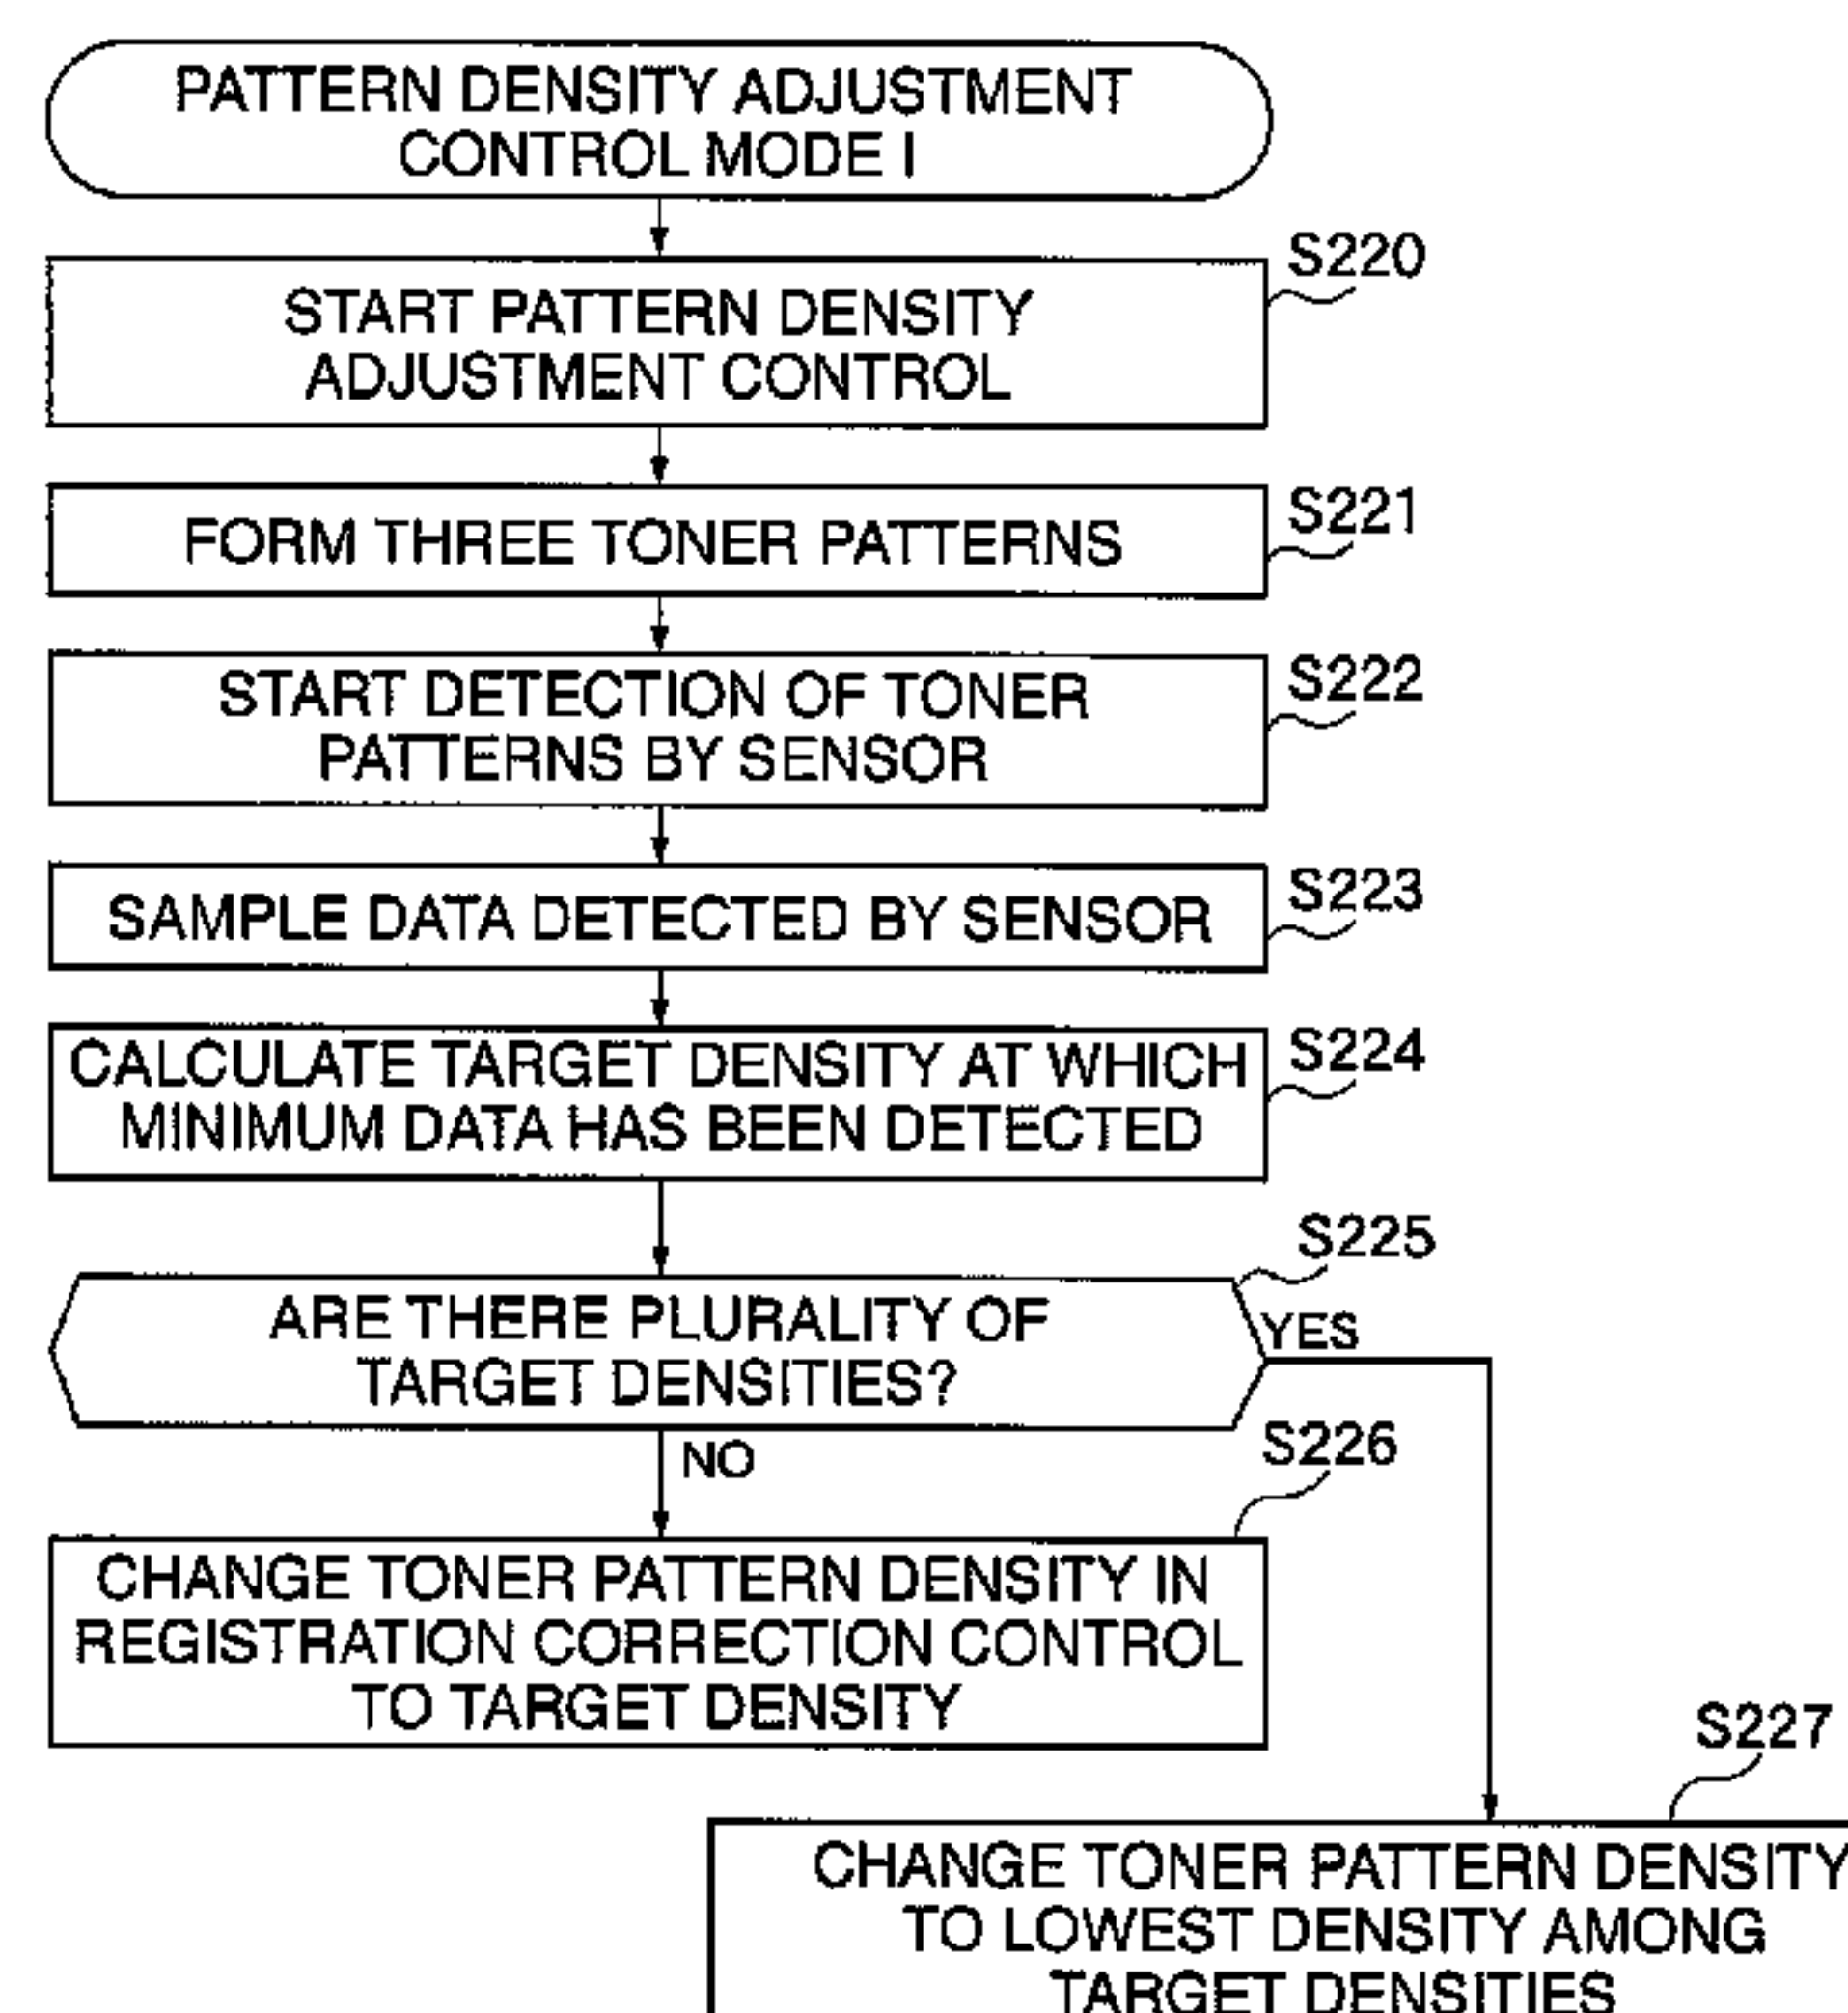 PATTERN DENSITY ADJUSTMENT
CONTROL MODE I
S220
START PATTERN DENSITY
ADJUSTMENT CONTROL
S221
FORM THREE TONER PATTERNS
S222
START DETECTION OF TONER
PATTERNS BY SENSOR
S223
SAMPLE DATA DETECTED BY SENSOR
S224
CALCULATE TARGET DENSITY AT WHICH
MINIMUM DATA HAS BEEN DETECTED
S225
ARE THERE PLURALITY OF
TARGET DENSITIES?
YES
NO
S226
CHANGE TONER PATTERN DENSITY IN
REGISTRATION CORRECTION CONTROL
TO TARGET DENSITY
S227
CHANGE TONER PATTERN DENSITY
TO LOWEST DENSITY AMONG
TARGET DENSITIES